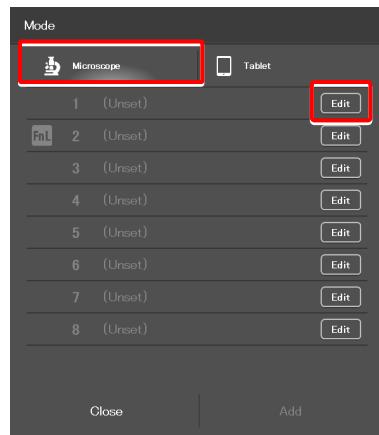 Mode
Microscope Tablet
1 (Unset) Edit
FnL 2 (Unset) Edit
3 (Unset) Edit
4 (Unset) Edit
5 (Unset) Edit
6 (Unset) Edit
7 (Unset) Edit
8 (Unset) Edit
Close Add